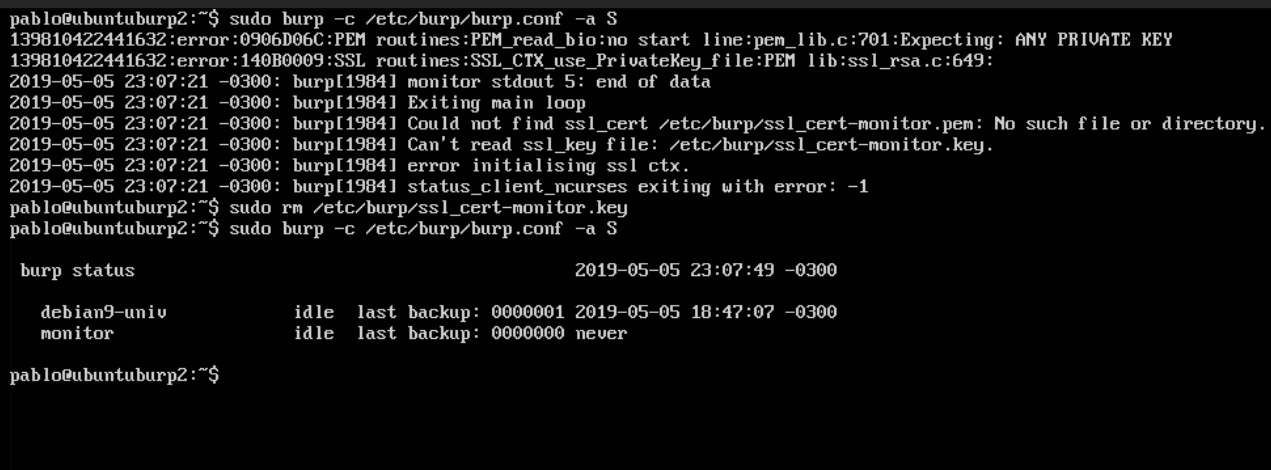 pablo@ubuntuburp2:~$ sudo burp -c /etc/burp/burp.conf -a S
139810422441632:error:0906D06C:PEM routines:PEM_read_bio:no start line:pem_lib.c:701:Expecting: ANY PRIVATE KEY
139810422441632:error:140B0009:SSL routines:SSL_CTX_use_PrivateKey_file:PEM lib:ssl_rsa.c:649:
2019-05-05 23:07:21 -0300: burp[1984] monitor stdout 5: end of data
2019-05-05 23:07:21 -0300: burp[1984] Exiting main loop
2019-05-05 23:07:21 -0300: burp[1984] Could not find ssl_cert /etc/burp/ssl_cert-monitor.pem: No such file or directory.
2019-05-05 23:07:21 -0300: burp[1984] Can't read ssl_key file: /etc/burp/ssl_cert-monitor.key.
2019-05-05 23:07:21 -0300: burp[1984] error initialising ssl ctx.
2019-05-05 23:07:21 -0300: burp[1984] status_client_ncurses exiting with error: -1
pablo@ubuntuburp2:~$ sudo rm /etc/burp/ssl_cert-monitor.key
pablo@ubuntuburp2:~$ sudo burp -c /etc/burp/burp.conf -a S
burp status 2019-05-05 23:07:49 -0300
debian9-univ idle last backup: 0000001 2019-05-05 18:47:07 -0300
monitor idle last backup: 0000000 never
pablo@ubuntuburp2:~$